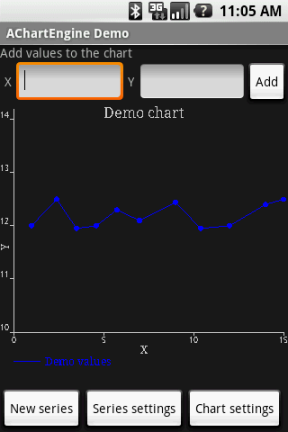 3G
11:05 AM
AChartEngine Demo
Add values to the chart
X Y Add
Demo chart
14
13
12
11
10
Y
0 5 10 15
X
Demo values
New series Series settings Chart settings